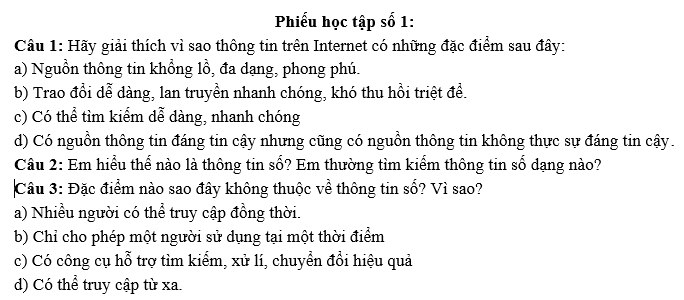 Phiếu học tập số 1:
Câu 1: Hãy giải thích vì sao thông tin trên Internet có những đặc điểm sau đây:
a) Nguồn thông tin khổng lồ, đa dạng, phong phú.
b) Trao đổi dễ dàng, lan truyền nhanh chóng, khó thu hồi triệt để.
c) Có thể tìm kiếm dễ dàng, nhanh chóng
d) Có nguồn thông tin đáng tin cậy nhưng cũng có nguồn thông tin không thực sự đáng tin cậy.
Câu 2: Em hiểu thế nào là thông tin số? Em thường tìm kiếm thông tin số dạng nào?
Câu 3: Đặc điểm nào sao đây không thuộc về thông tin số? Vì sao?
a) Nhiều người có thể truy cập đồng thời.
b) Chỉ cho phép một người sử dụng tại một thời điểm
c) Có công cụ hỗ trợ tìm kiếm, xử lí, chuyển đổi hiệu quả
d) Có thể truy cập từ xa.